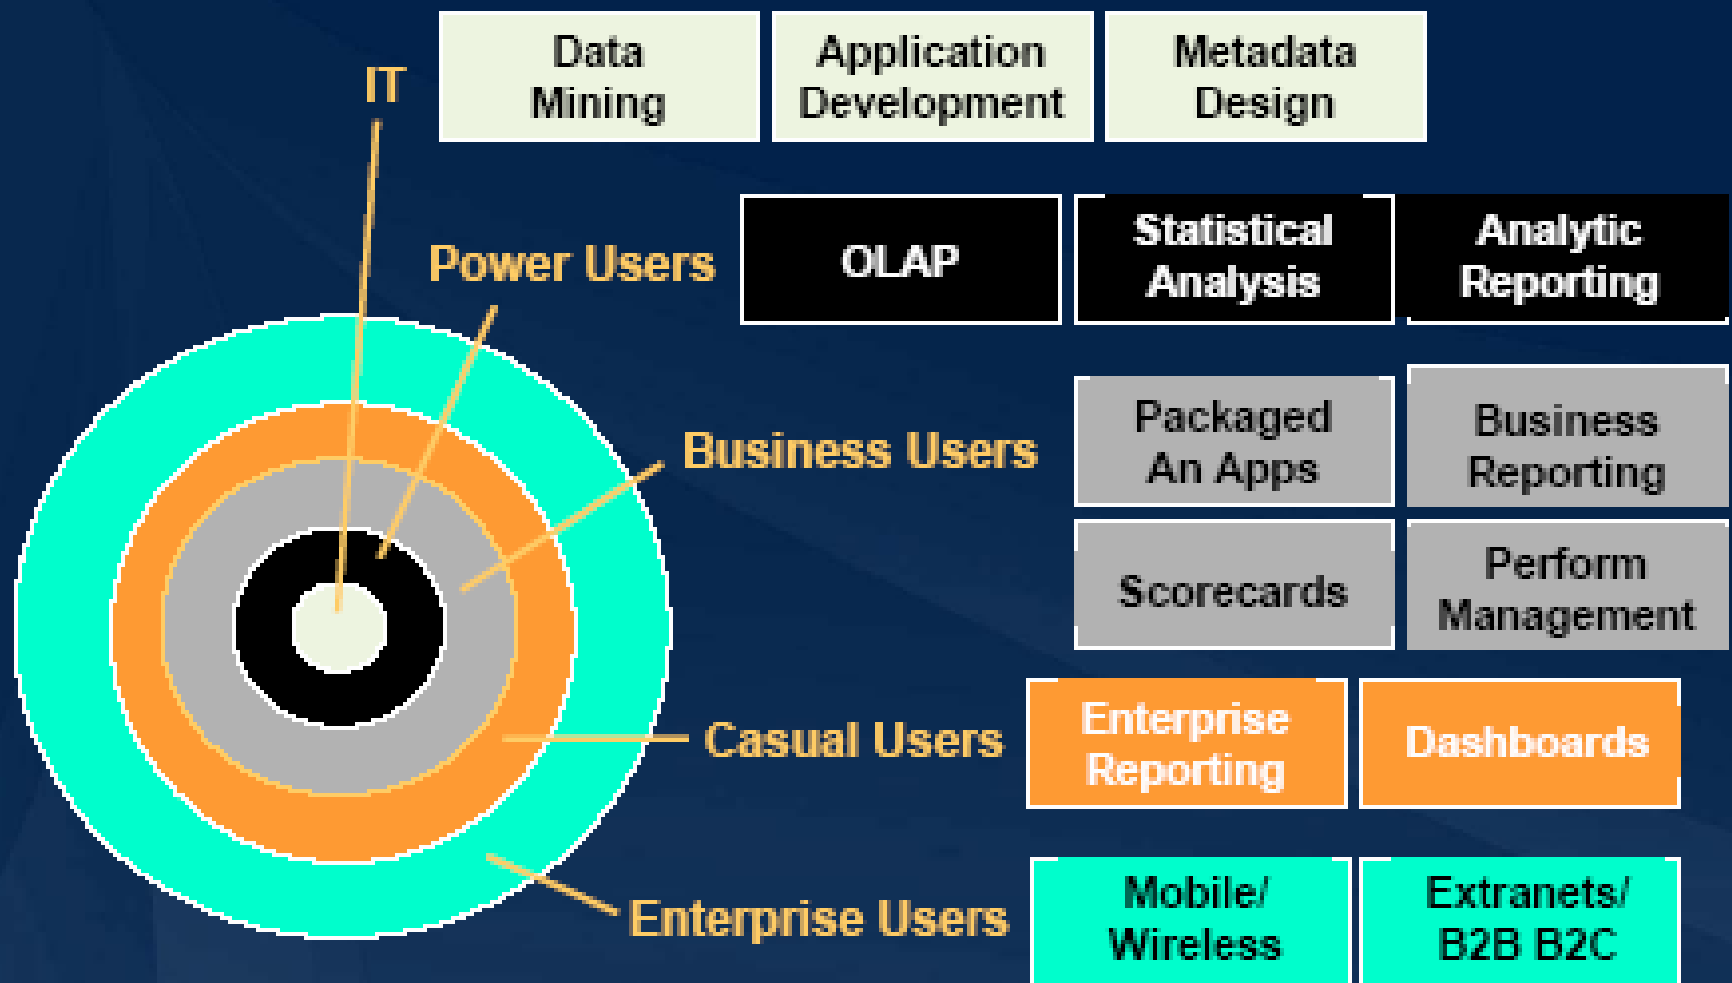 IT
Data
Mining
Application
Development
Metadata
Design
Power Users
OLAP
Statistical
Analysis
Analytic
Reporting
Business Users
Packaged
An Apps
Business
Reporting
Scorecards
Perform
Management
Casual Users
Enterprise
Reporting
Dashboards
Enterprise Users
Mobile/
Wireless
Extranets/
B2B B2C